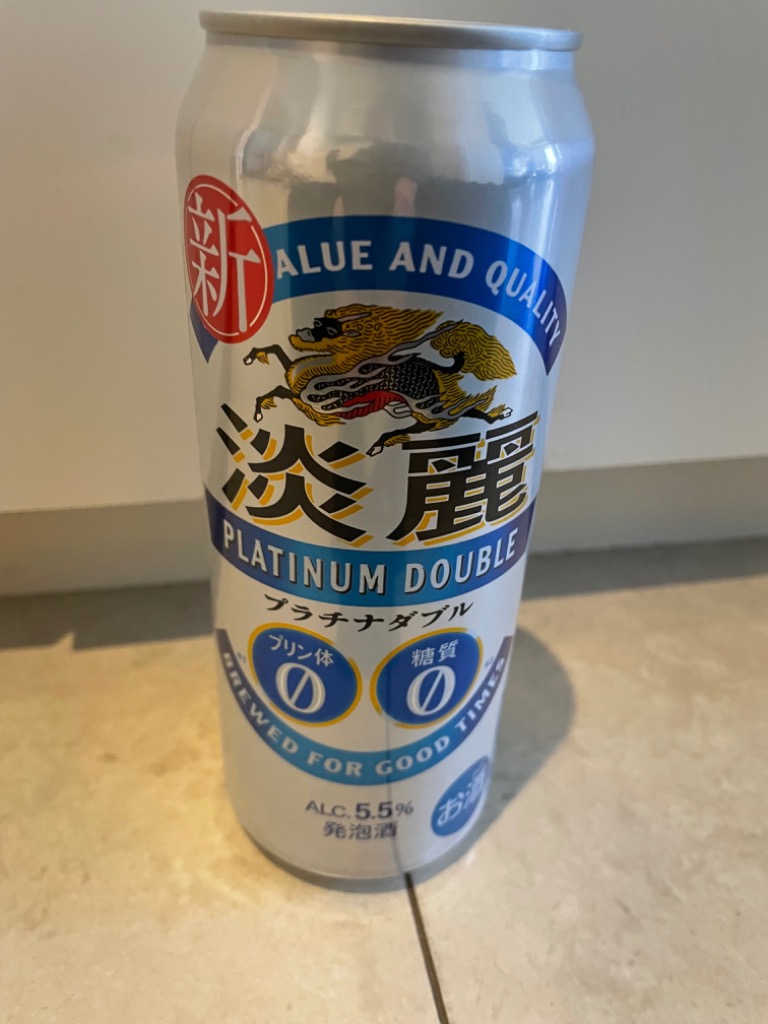 新
ALUE AND QUALITY
淡麗
PLATINUM DOUBLE
プラチナダブル
プリン体
0
糖質
0
BREWED FOR GOOD TIMES
ALC. 5.5%
発泡酒
お酒